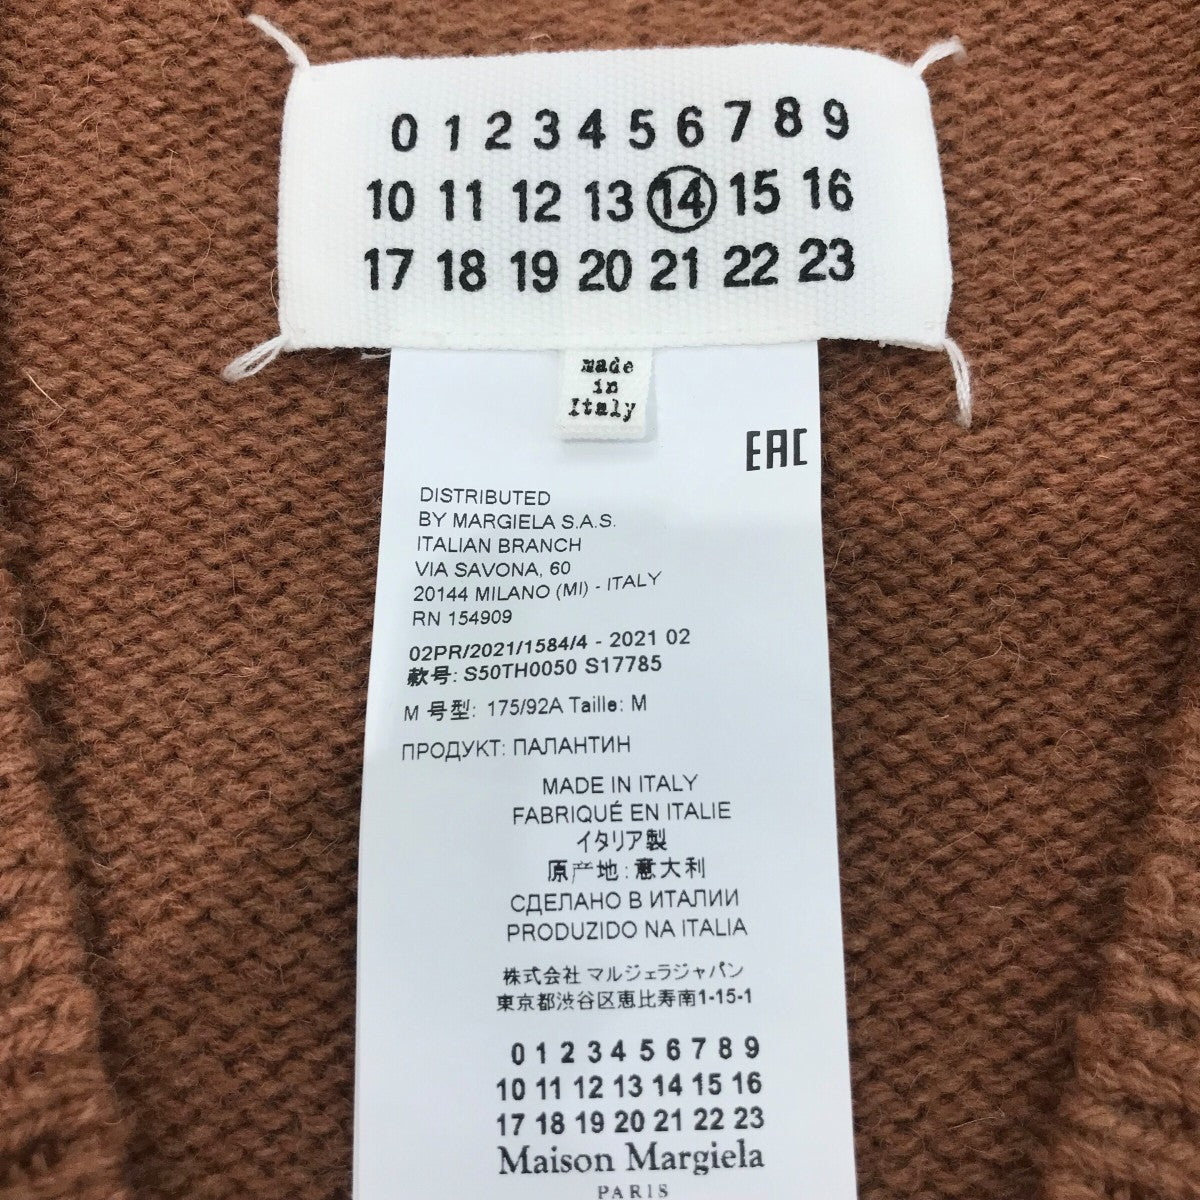 0 1 2 3 4 5 6 7 8 9
10 11 12 13 14 15 16
17 18 19 20 21 22 23
made
in
Italy
EAC
DISTRIBUTED
BY MARGIELA S.A.S.
ITALIAN BRANCH
VIA SAVONA, 60
20144 MILANO (MI) - ITALY
RN 154909
02PR/2021/1584/4 - 2021 02
款号: S50TH0050 S17785
M 号型: 175/92A Taille: M
ПРОДУКТ: ПАЛАНТИН
MADE IN ITALY
FABRIQUÉ EN ITALIE
イタリア製
原产地: 意大利
СДЕЛАНО В ИТАЛИИ
PRODUZIDO NA ITALIA
株式会社 マルジェラジャパン
東京都渋谷区恵比寿南1-15-1
0 1 2 3 4 5 6 7 8 9
10 11 12 13 14 15 16
17 18 19 20 21 22 23
Maison Margiela
PARIS